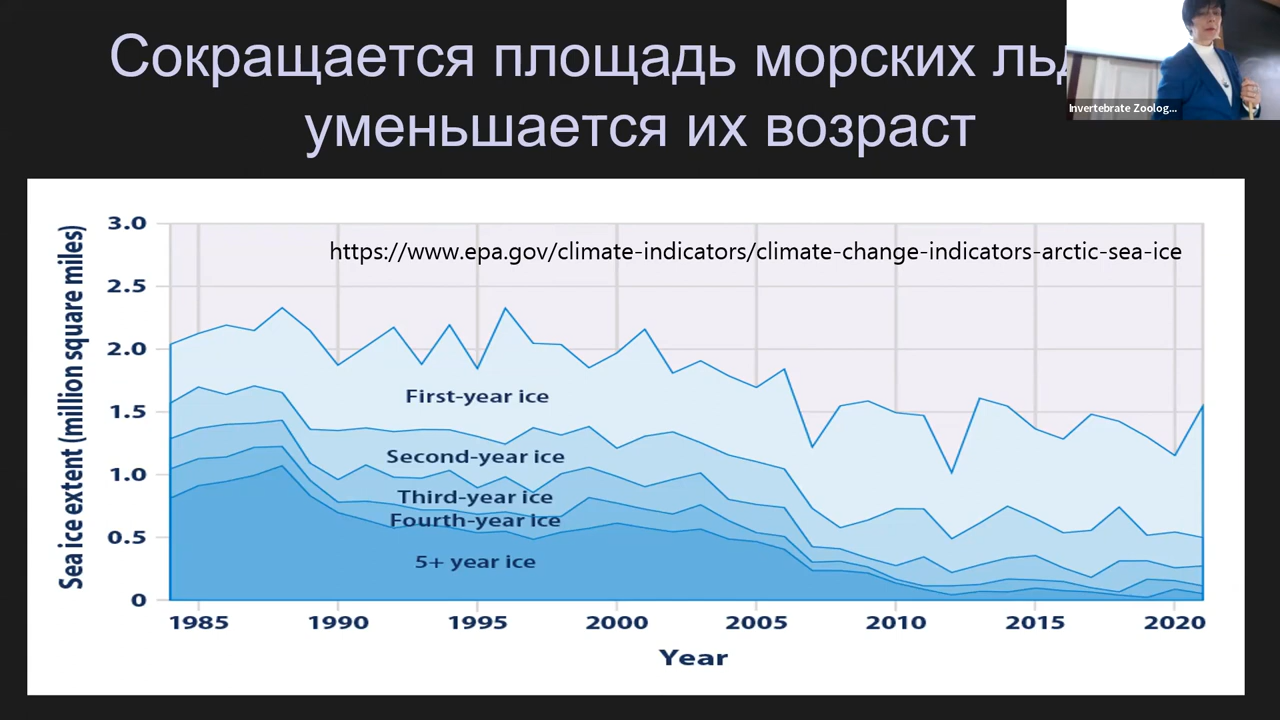 Сокращается площадь морских
уменьшается их возраст
Invertebrate Zoolog...
https://www.epa.gov/climate-indicators/climate-change-indicators-arctic-sea-ice
Sea ice extent (million square miles)
3.0
2.5
2.0
1.5
1.0
0.5
0
First-year ice
Second-year ice
Third-year ice
Fourth-year ice
5+ year ice
1985 1990 1995 2000 2005 2010 2015 2020
Year